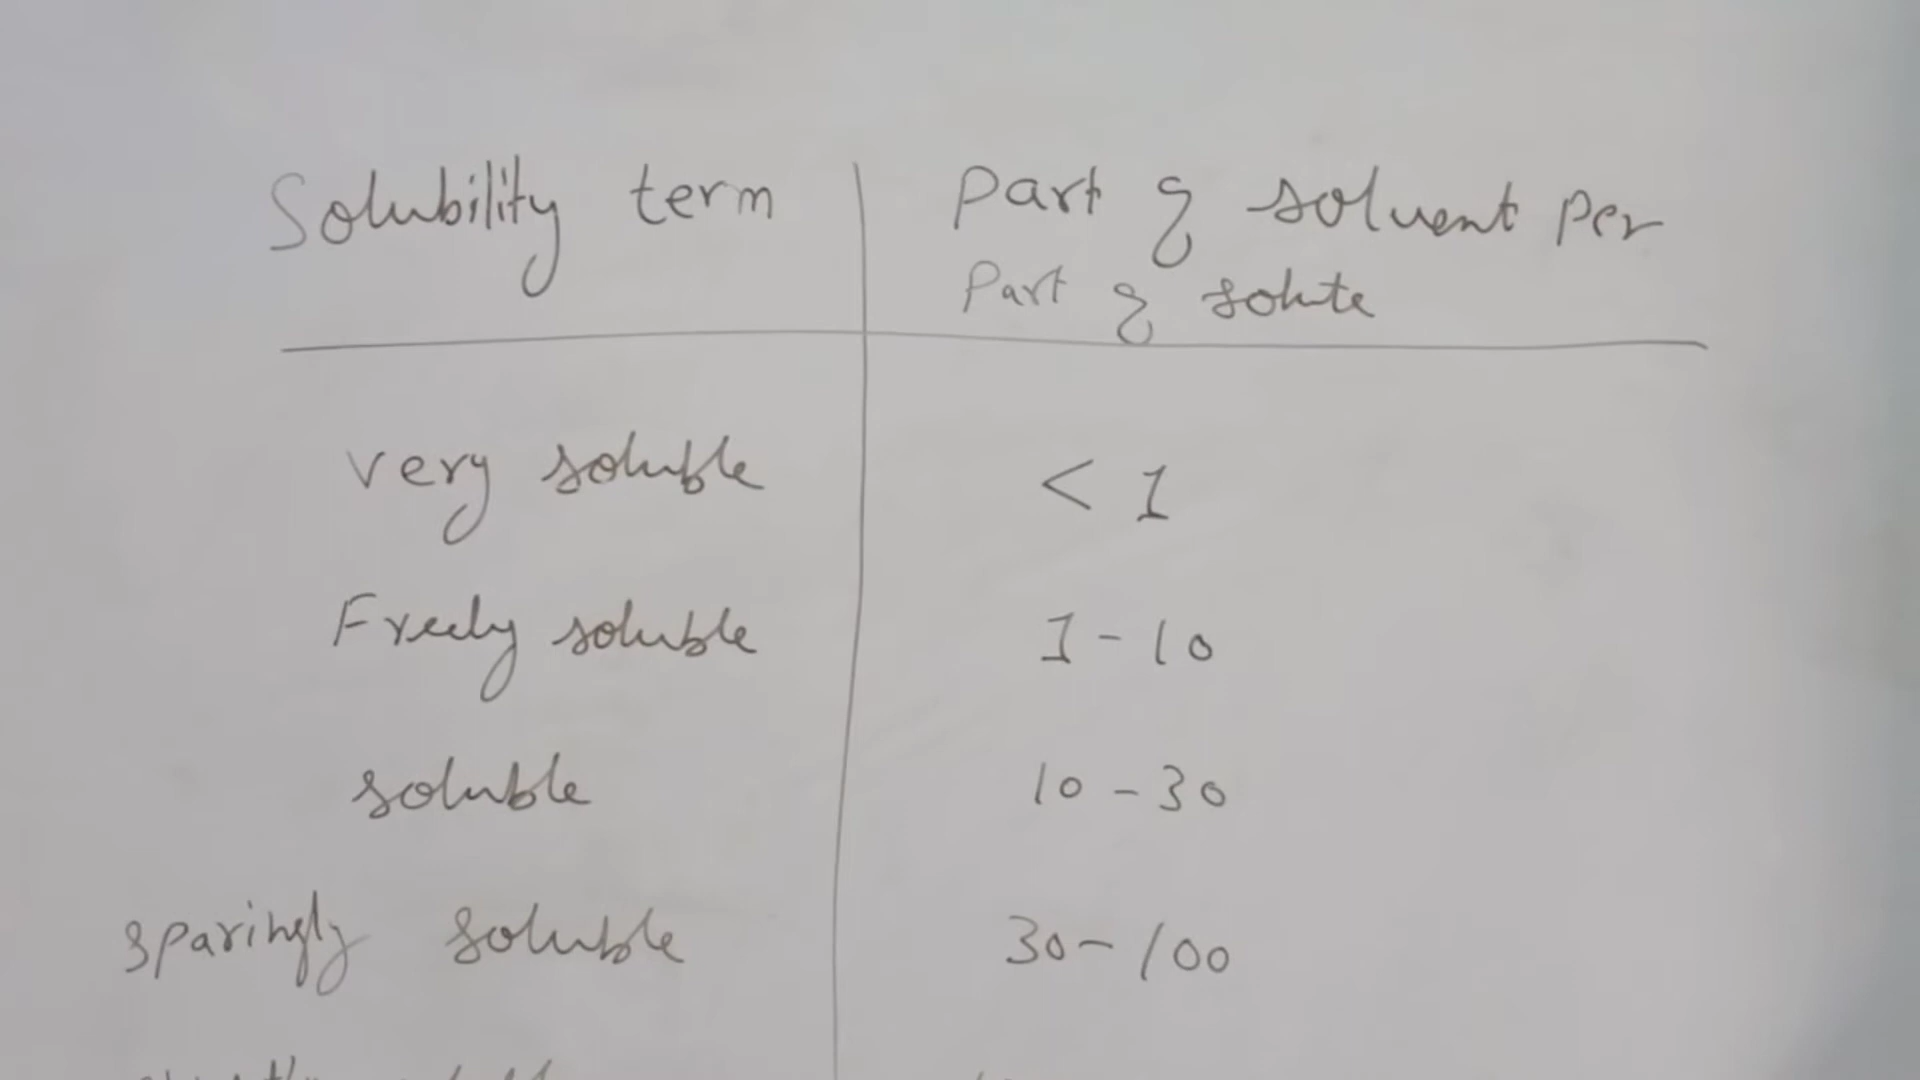 Solubility term | Part of solvent per
Part of solute
very soluble | < 1
Freely soluble | 1 - 10
soluble | 10 - 30
sparingly soluble | 30 - 100